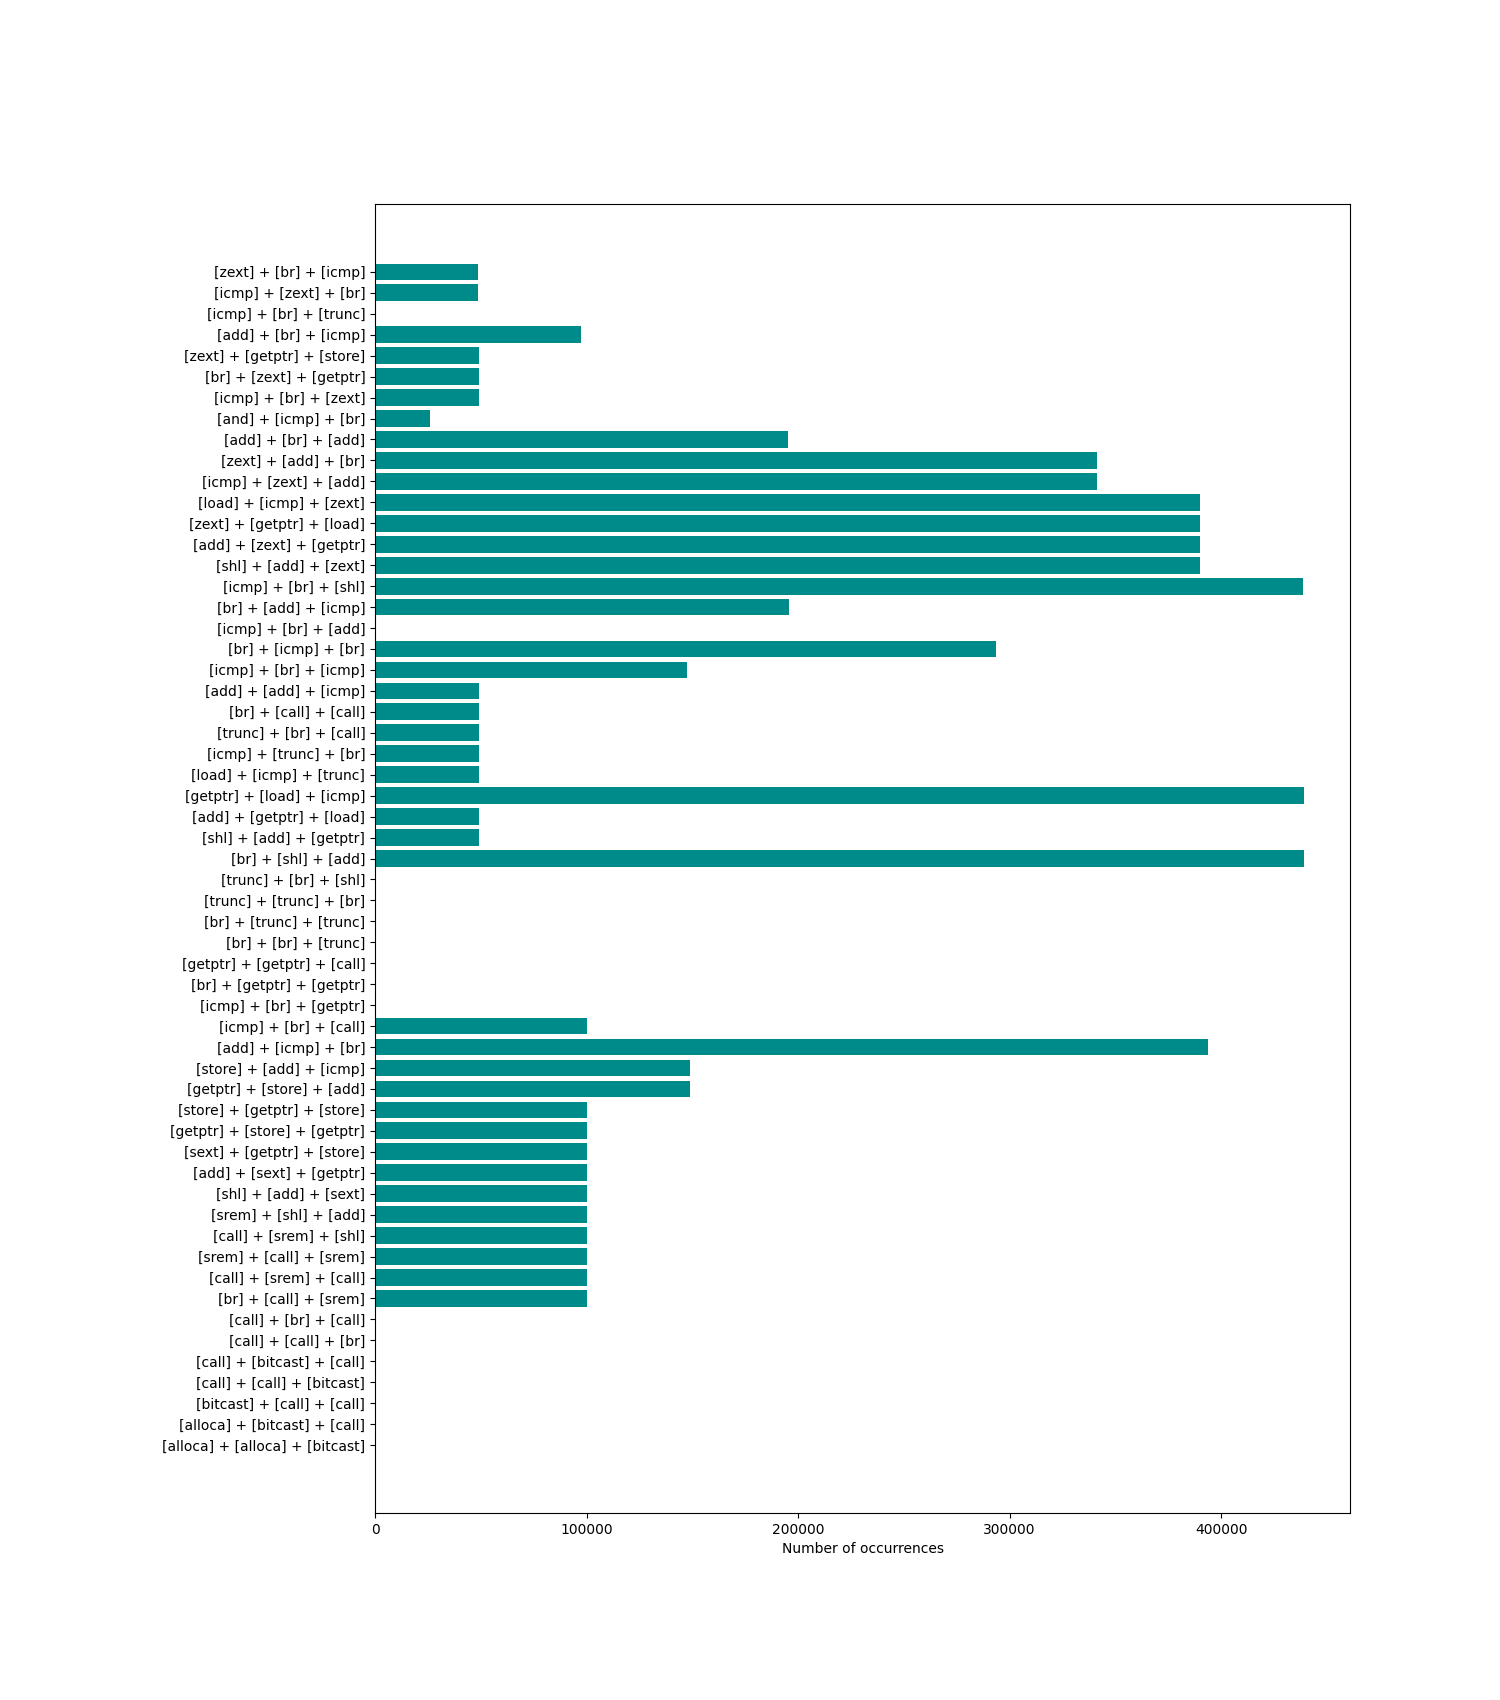 [zext] + [br] + [icmp]
[icmp] + [zext] + [br]
[icmp] + [br] + [trunc]
[add] + [br] + [icmp]
[zext] + [getptr] + [store]
[br] + [zext] + [getptr]
[icmp] + [br] + [zext]
[and] + [icmp] + [br]
[add] + [br] + [add]
[zext] + [add] + [br]
[icmp] + [zext] + [add]
[load] + [icmp] + [zext]
[zext] + [getptr] + [load]
[add] + [zext] + [getptr]
[shl] + [add] + [zext]
[icmp] + [br] + [shl]
[br] + [add] + [icmp]
[icmp] + [br] + [add]
[br] + [icmp] + [br]
[icmp] + [br] + [icmp]
[add] + [add] + [icmp]
[br] + [call] + [call]
[trunc] + [br] + [call]
[icmp] + [trunc] + [br]
[load] + [icmp] + [trunc]
[getptr] + [load] + [icmp]
[add] + [getptr] + [load]
[shl] + [add] + [getptr]
[br] + [shl] + [add]
[trunc] + [br] + [shl]
[trunc] + [trunc] + [br]
[br] + [trunc] + [trunc]
[br] + [br] + [trunc]
[getptr] + [getptr] + [call]
[br] + [getptr] + [getptr]
[icmp] + [br] + [getptr]
[icmp] + [br] + [call]
[add] + [icmp] + [br]
[store] + [add] + [icmp]
[getptr] + [store] + [add]
[store] + [getptr] + [store]
[getptr] + [store] + [getptr]
[sext] + [getptr] + [store]
[add] + [sext] + [getptr]
[shl] + [add] + [sext]
[srem] + [shl] + [add]
[call] + [srem] + [shl]
[srem] + [call] + [srem]
[call] + [srem] + [call]
[br] + [call] + [srem]
[call] + [br] + [call]
[call] + [call] + [br]
[call] + [bitcast] + [call]
[call] + [call] + [bitcast]
[bitcast] + [call] + [call]
[alloca] + [bitcast] + [call]
[alloca] + [alloca] + [bitcast]
0 100000 200000 300000 400000
Number of occurrences